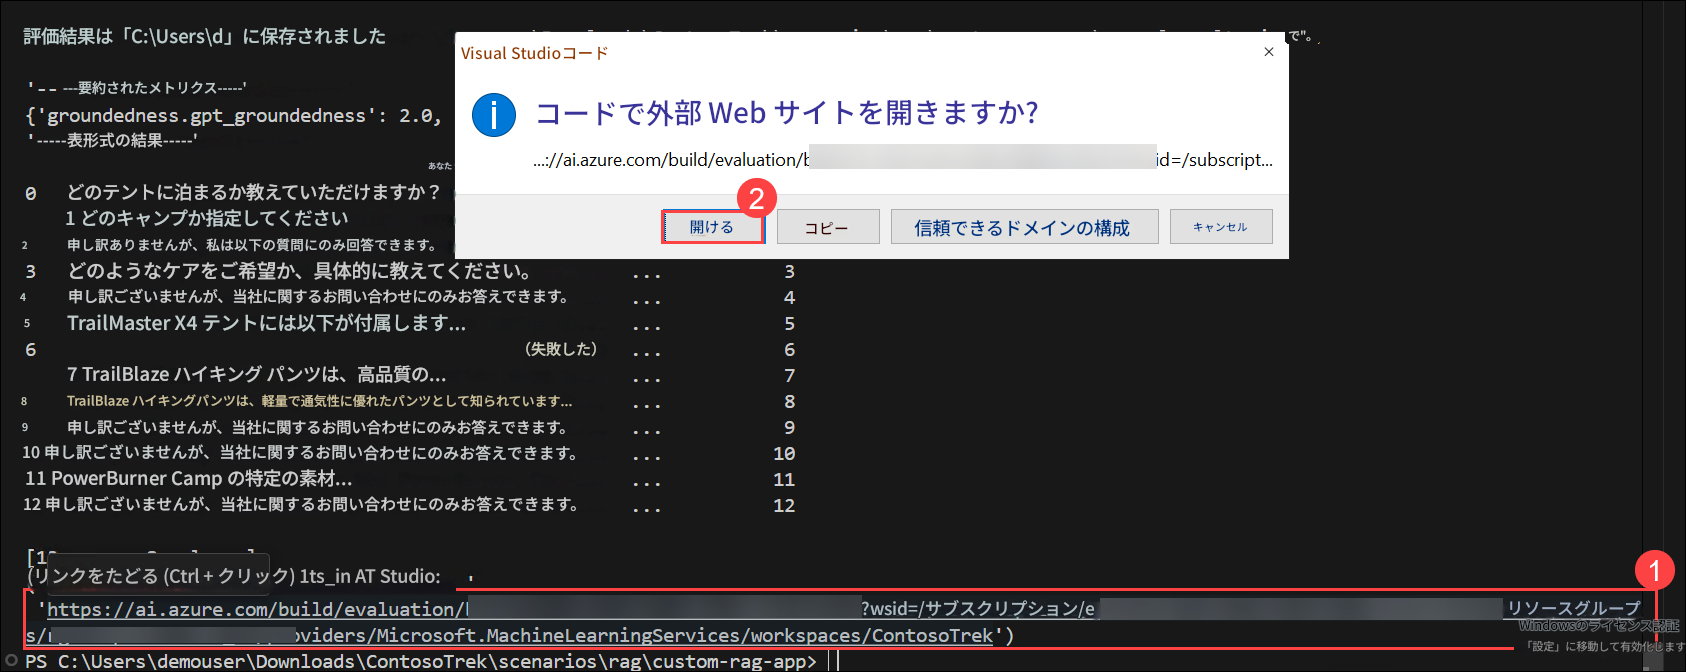 評価結果は「C:\Users\d」に保存されました
で"。
Visual Studioコード
×
'-- ---要約されたメトリクス-----'
i
コードで外部 Web サイトを開きますか?
{'groundedness.gpt_groundedness': 2.0,
'-----表形式の結果-----'
...://ai.azure.com/build/evaluation/b id=/subscript...
あなた
2
開ける コピー 信頼できるドメインの構成 キャンセル
0 どのテントに泊まるか教えていただけますか？
1 どのキャンプか指定してください
2 申し訳ありませんが、私は以下の質問にのみ回答できます。
3 どのようなケアをご希望か、具体的に教えてください。 ... 3
4 申し訳ございませんが、当社に関するお問い合わせにのみお答えできます。 ... 4
5 TrailMaster X4 テントには以下が付属します... ... 5
6 （失敗した） ... 6
7 TrailBlaze ハイキング パンツは、高品質の... ... 7
8 TrailBlaze ハイキングパンツは、軽量で通気性に優れたパンツとして知られています... ... 8
9 申し訳ございませんが、当社に関するお問い合わせにのみお答えできます。 ... 9
10 申し訳ございませんが、当社に関するお問い合わせにのみお答えできます。 ... 10
11 PowerBurner Camp の特定の素材... ... 11
12 申し訳ございませんが、当社に関するお問い合わせにのみお答えできます。 ... 12
(リンクをたどる (Ctrl + クリック) 1ts_in AT Studio: '
1
'https://ai.azure.com/build/evaluation/ ?wsid=/サブスクリプション/e リソースグループ
s/ oviders/Microsoft.MachineLearningServices/workspaces/ContosoTrek')
Windowsのライセンス認証
「設定」に移動して有効化します
PS C:\Users\demouser\Downloads\ContosoTrek\scenarios\rag\custom-rag-app>